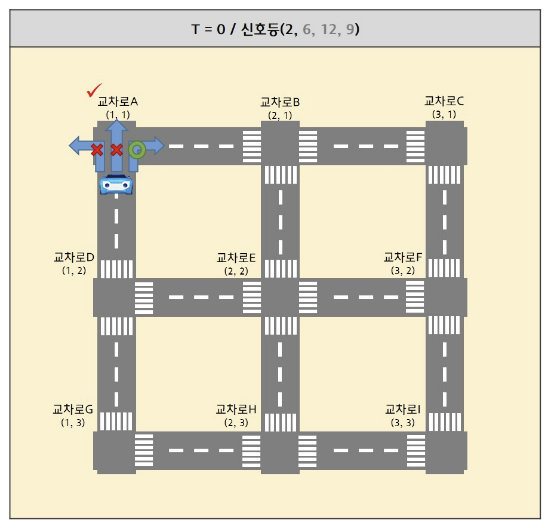 T = 0 / 신호등(2, 6, 12, 9)
교차로A
(1, 1)
교차로B
(2, 1)
교차로C
(3, 1)
교차로D
(1, 2)
교차로E
(2, 2)
교차로F
(3, 2)
교차로G
(1, 3)
교차로H
(2, 3)
교차로I
(3, 3)